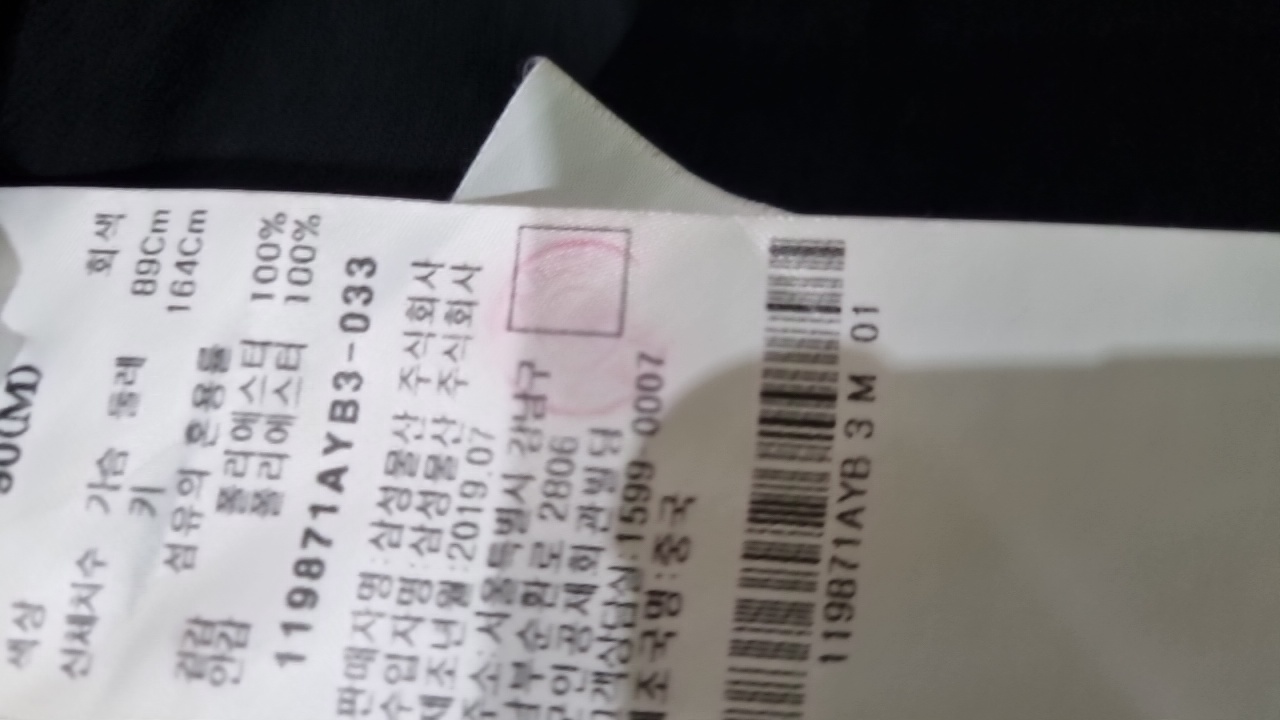 90(M)
색상 회색
신체치수 가슴 둘레 89Cm
키 164Cm
섬유의 혼용률
겉감 폴리에스터 100%
안감 폴리에스터 100%
119871AYB3-033
판매자명:삼성물산 주식회사
수입자명:삼성물산 주식회사
제조년월:2019.07
주소:서울특별시 강남구
남부순환로 2806
군인공제회관빌딩
고객상담실:1599-0007
제조국명:중국
119871AYB 3 M 01